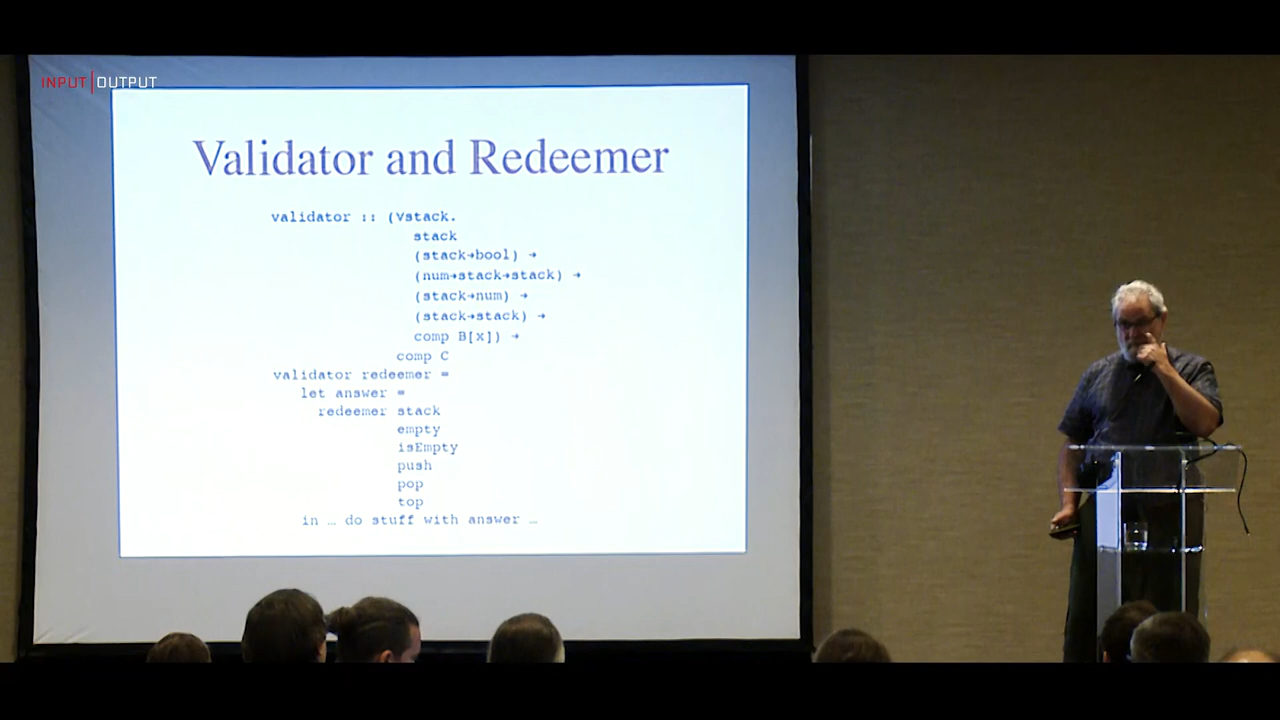 INPUT|OUTPUT
Validator and Redeemer
validator :: (∀stack.
stack
(stack→bool) →
(num→stack→stack) →
(stack→num) →
(stack→stack) →
comp B[x]) →
comp C
validator redeemer =
let answer =
redeemer stack
empty
isEmpty
push
pop
top
in … do stuff with answer …